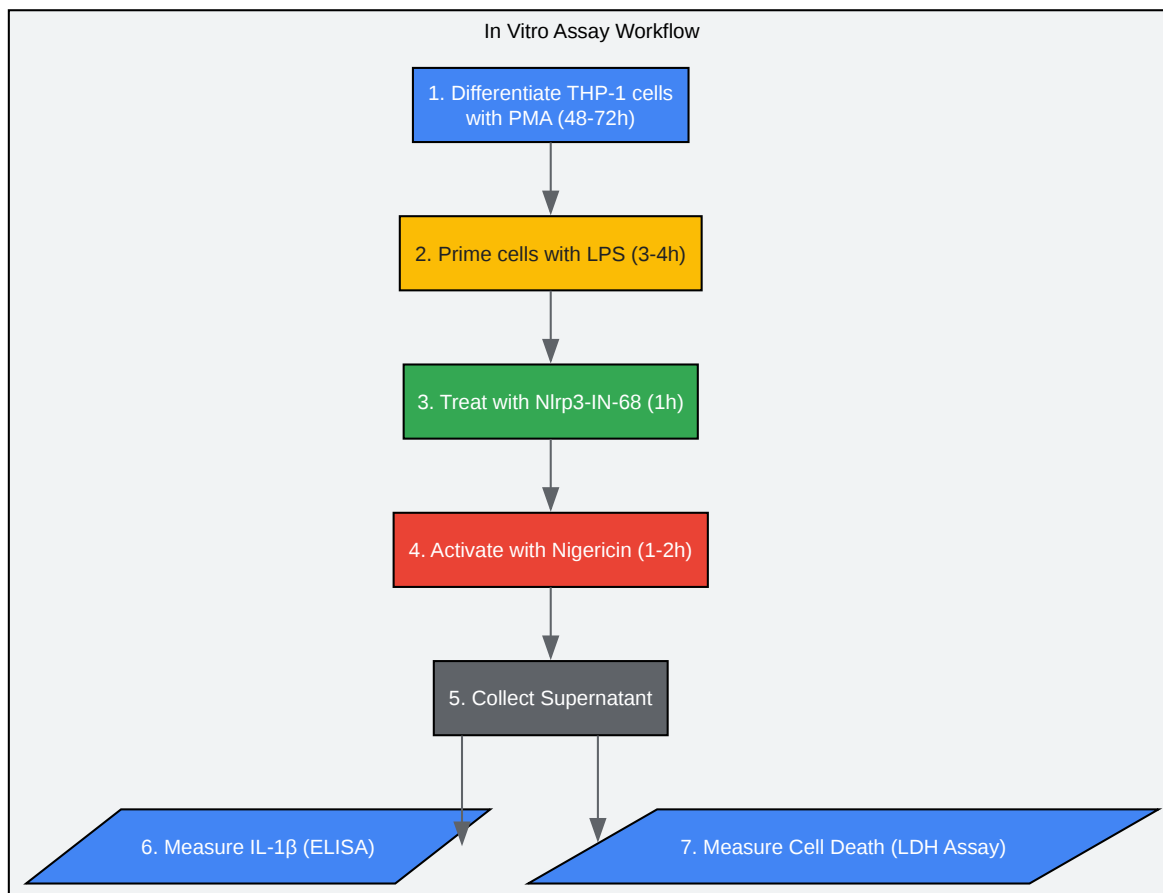 In Vitro Assay Workflow
1. Differentiate THP-1 cells
with PMA (48-72h)
2. Prime cells with LPS (3-4h)
3. Treat with Nlrp3-IN-68 (1h)
4. Activate with Nigericin (1-2h)
5. Collect Supernatant
6. Measure IL-1β (ELISA)
7. Measure Cell Death (LDH Assay)